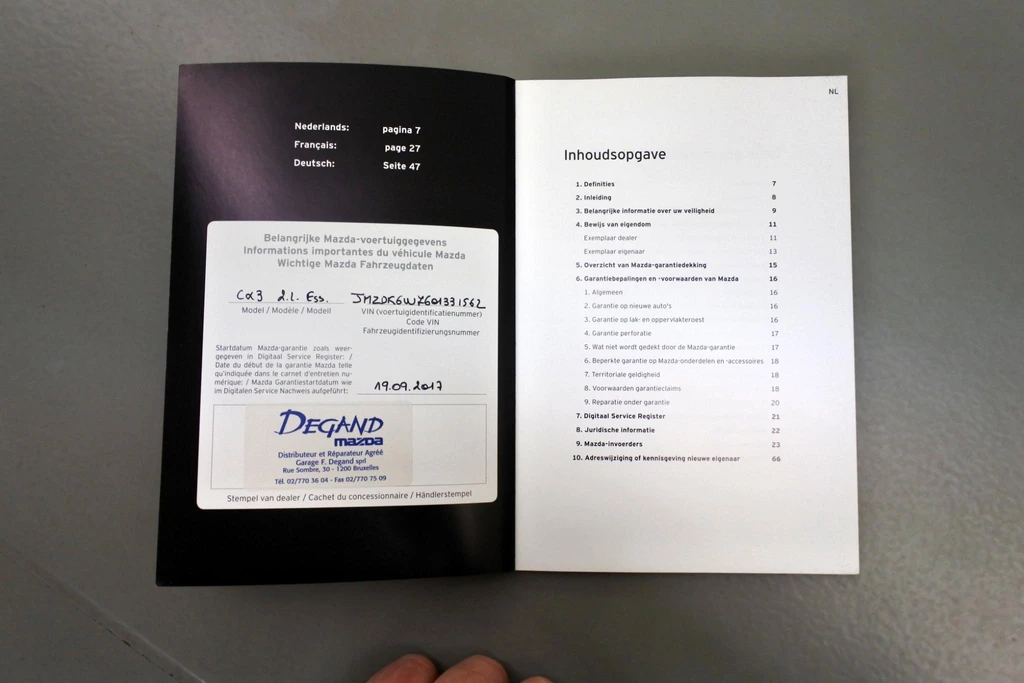 Nederlands: pagina 7
Français: page 27
Deutsch: Seite 47
Belangrijke Mazda-voertuiggegevens
Informations importantes du véhicule Mazda
Wichtige Mazda Fahrzeugdaten
Cx3 2.l. Ess. JMZDK6W7601331562
Model / Modèle / Modell
VIN (voertuigidentificatienummer)
Code VIN
Fahrzeugidentifizierungsnummer
Startdatum Mazda-garantie zoals weer-
gegeven in Digitaal Service Register: /
Date du début de la garantie Mazda telle
qu'indiquée dans le carnet d'entretien nu-
mérique: / Mazda Garantiestartdatum wie
im Digitalen Service Nachweis aufgeführt:
19.09.2017
DEGAND
mazda
Distributeur et Réparateur Agréé
Garage F. Degand sprl
Rue Sombre, 30 - 1200 Bruxelles
Tél. 02/770 36 04 - Fax 02/770 75 09
Stempel van dealer / Cachet du concessionnaire / Händlerstempel
NL
Inhoudsopgave
1. Definities 7
2. Inleiding 8
3. Belangrijke informatie over uw veiligheid 9
4. Bewijs van eigendom 11
Exemplaar dealer 11
Exemplaar eigenaar 13
5. Overzicht van Mazda-garantiedekking 15
6. Garantiebepalingen en -voorwaarden van Mazda 16
1. Algemeen 16
2. Garantie op nieuwe auto's 16
3. Garantie op lak- en oppervlakteroest 16
4. Garantie perforatie 17
5. Wat niet wordt gedekt door de Mazda-garantie 17
6. Beperkte garantie op Mazda-onderdelen en -accessoires 18
7. Territoriale geldigheid 18
8. Voorwaarden garantieclaims 18
9. Reparatie onder garantie 20
7. Digitaal Service Register 21
8. Juridische informatie 22
9. Mazda-invoerders 23
10. Adreswijziging of kennisgeving nieuwe eigenaar 66